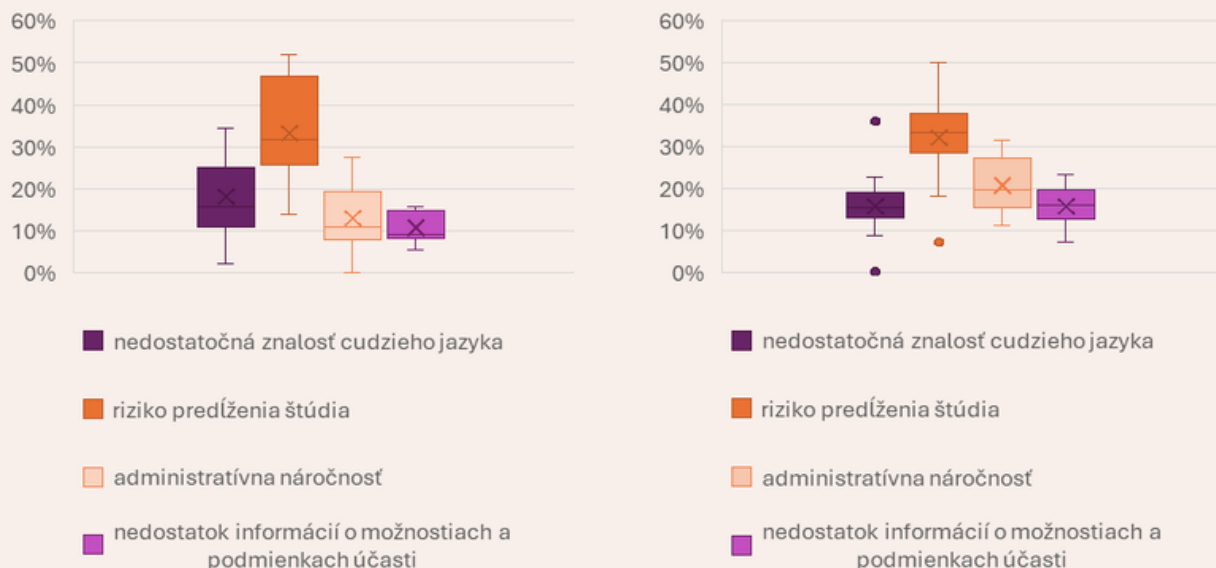 60%
50%
40%
30%
20%
10%
0%
nedostatočná znalosť cudzieho jazyka
riziko predĺženia štúdia
administratívna náročnosť
nedostatok informácií o možnostiach a
podmienkach účasti
60%
50%
40%
30%
20%
10%
0%
nedostatočná znalosť cudzieho jazyka
riziko predĺženia štúdia
administratívna náročnosť
nedostatok informácií o možnostiach a
podmienkach účasti